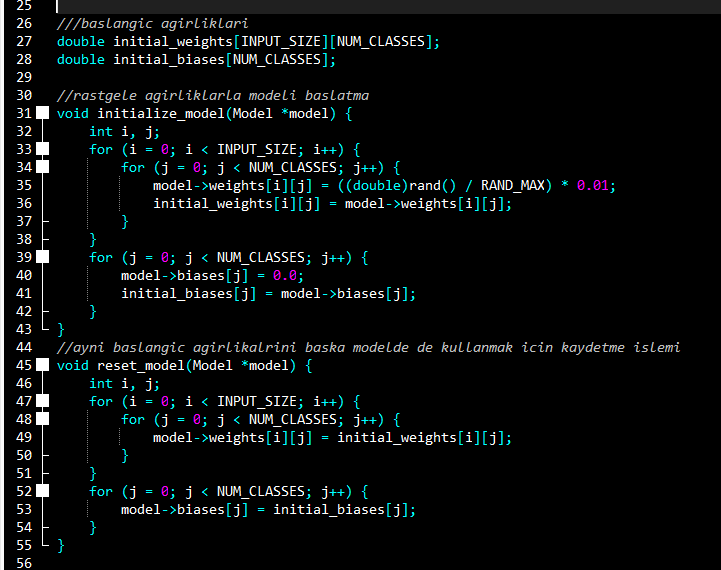 25
26 ///baslangic agirliklari
27 double initial_weights[INPUT_SIZE][NUM_CLASSES];
28 double initial_biases[NUM_CLASSES];
29
30 //rastgele agirliklarla modeli baslatma
31 void initialize_model(Model *model) {
32     int i, j;
33     for (i = 0; i < INPUT_SIZE; i++) {
34         for (j = 0; j < NUM_CLASSES; j++) {
35             model->weights[i][j] = ((double)rand() / RAND_MAX) * 0.01;
36             initial_weights[i][j] = model->weights[i][j];
37         }
38     }
39     for (j = 0; j < NUM_CLASSES; j++) {
40         model->biases[j] = 0.0;
41         initial_biases[j] = model->biases[j];
42     }
43 }
44 //ayni baslangic agirlikalrini baska modelde de kullanmak icin kaydetme islemi
45 void reset_model(Model *model) {
46     int i, j;
47     for (i = 0; i < INPUT_SIZE; i++) {
48         for (j = 0; j < NUM_CLASSES; j++) {
49             model->weights[i][j] = initial_weights[i][j];
50         }
51     }
52     for (j = 0; j < NUM_CLASSES; j++) {
53         model->biases[j] = initial_biases[j];
54     }
55 }
56